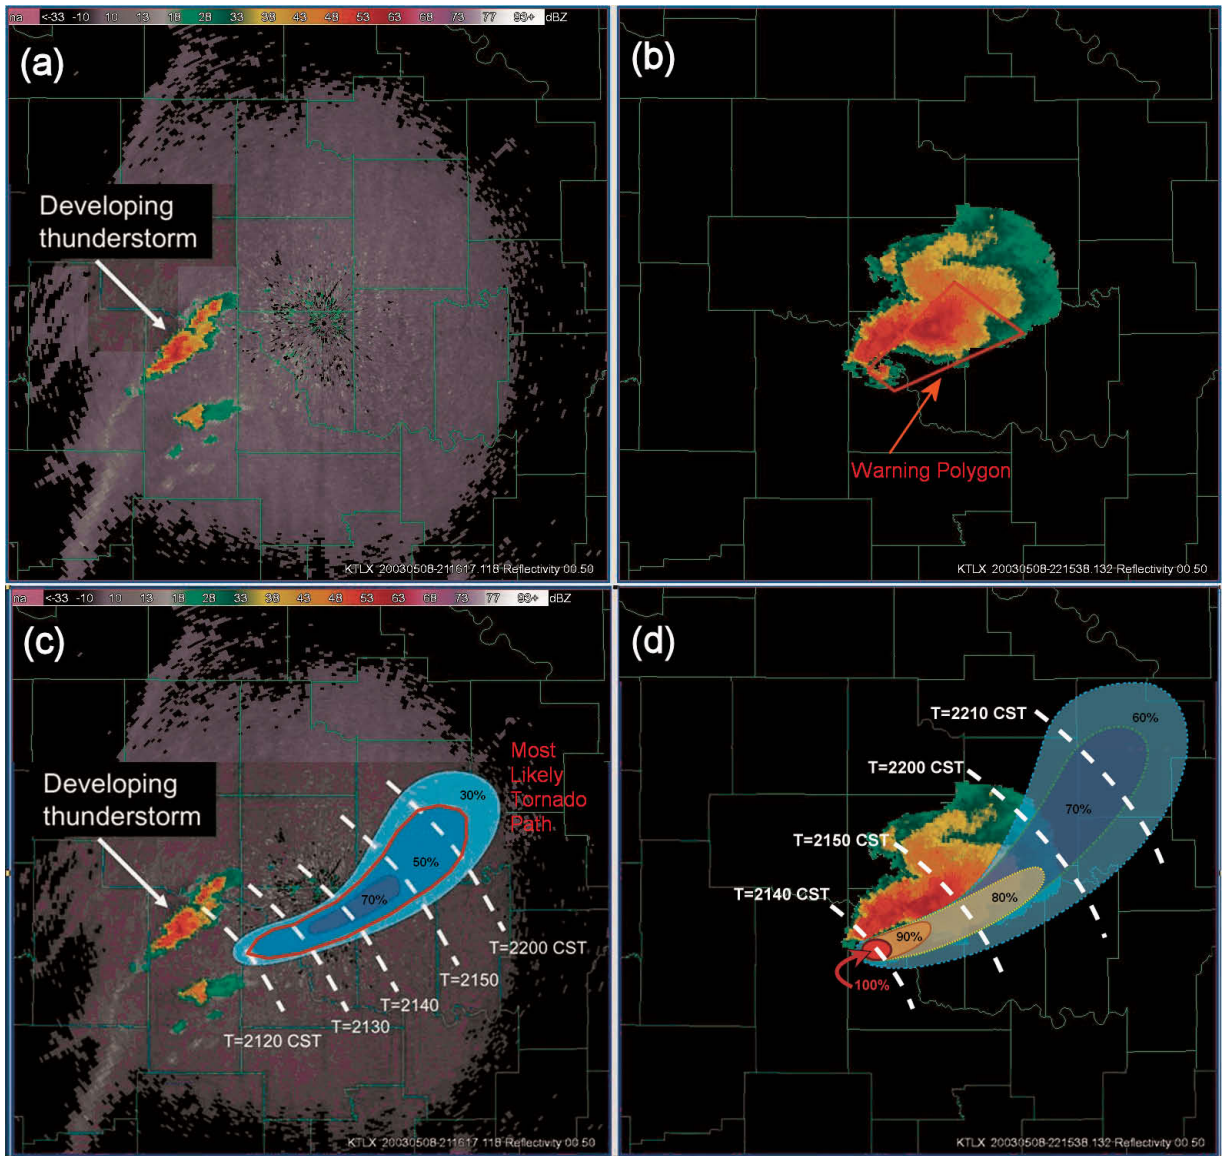 na <-33 -10 10 13 18 28 33 38 43 48 53 63 68 73 77 93+ dBZ
(a)
Developing
thunderstorm
KTLX 20030508-211617.118 Reflectivity 00.50
(b)
Warning Polygon
KTLX 20030508-221538.132 Reflectivity 00.50
na <-33 -10 10 13 18 28 33 38 43 48 53 63 68 73 77 93+ dBZ
(c)
Most
Likely
Tornado
Path
Developing
thunderstorm
30%
50%
70%
T=2200 CST
T=2150
T=2140
T=2130
T=2120 CST
KTLX 20030508-211617.118 Reflectivity 00.50
(d)
T=2210 CST
60%
T=2200 CST
70%
T=2150 CST
T=2140 CST
80%
90%
100%
KTLX 20030508-221538.132 Reflectivity 00.50